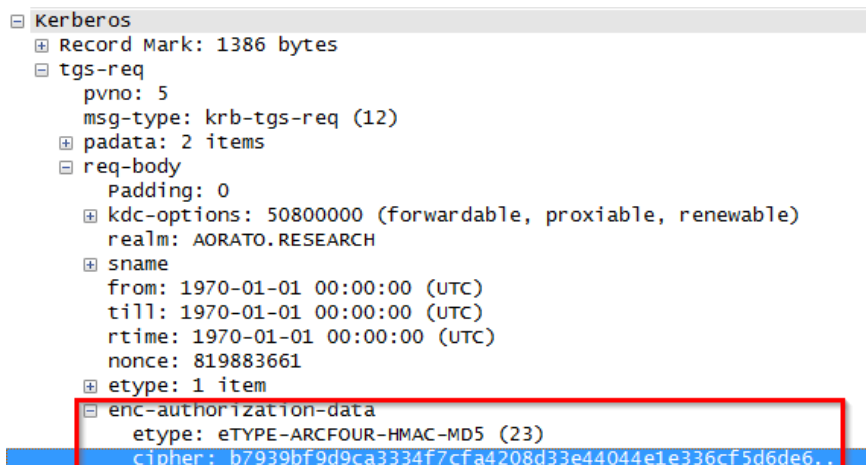 Kerberos
Record Mark: 1386 bytes
tgs-req
pvno: 5
msg-type: krb-tgs-req (12)
padata: 2 items
req-body
Padding: 0
kdc-options: 50800000 (forwardable, proxiable, renewable)
realm: AORATO.RESEARCH
sname
from: 1970-01-01 00:00:00 (UTC)
till: 1970-01-01 00:00:00 (UTC)
rtime: 1970-01-01 00:00:00 (UTC)
nonce: 819883661
etype: 1 item
enc-authorization-data
etype: eTYPE-ARCFOUR-HMAC-MD5 (23)
cipher: b7939bf9d9ca3334f7cfa4208d33e44044e1e336cf5d6de6..